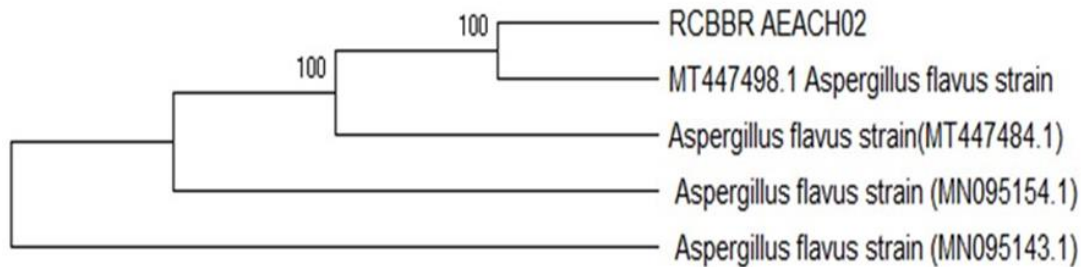 100
RCBBR AEACH02
100
MT447498.1 Aspergillus flavus strain
Aspergillus flavus strain(MT447484.1)
Aspergillus flavus strain (MN095154.1)
Aspergillus flavus strain (MN095143.1)